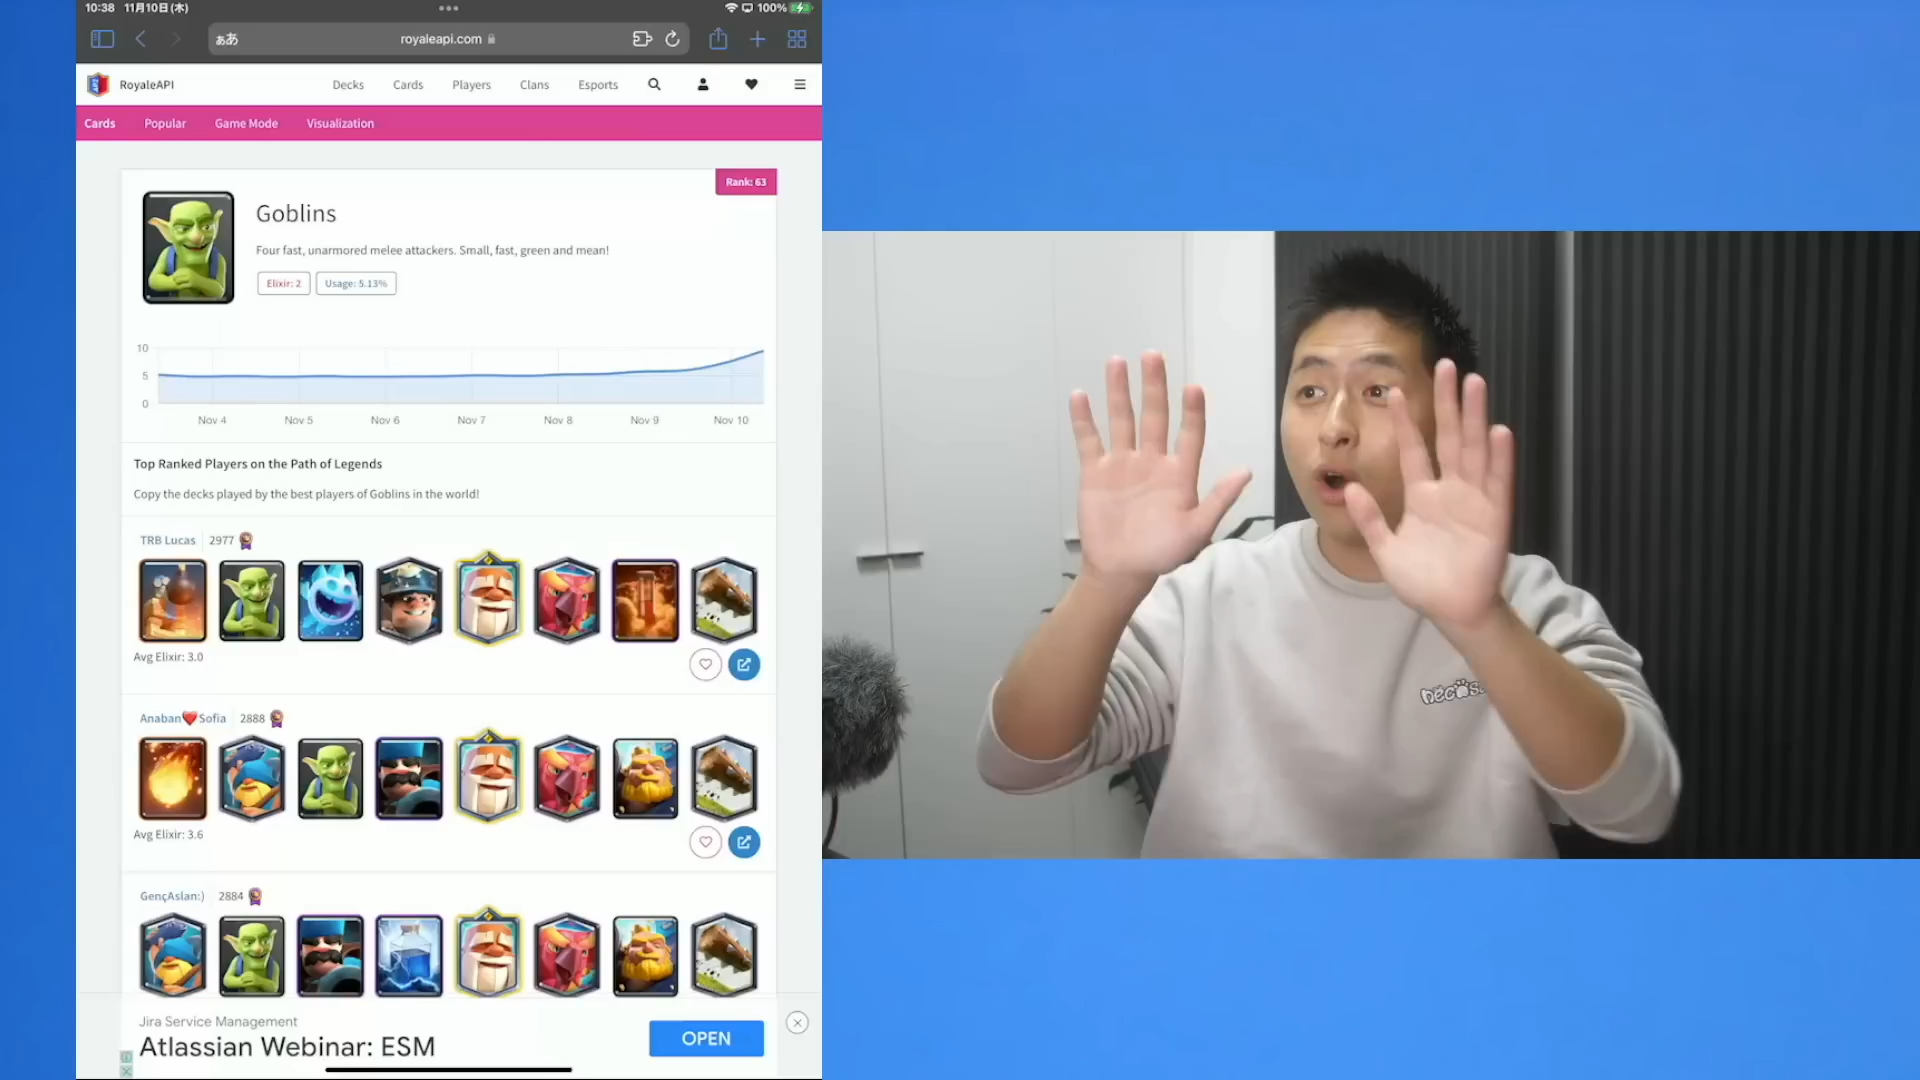 10:38 11月10日(木)
100%
ぁあ
royaleapi.com
RoyaleAPI
Decks
Cards
Players
Clans
Esports
Cards
Popular
Game Mode
Visualization
Rank: 63
Goblins
Four fast, unarmored melee attackers. Small, fast, green and mean!
Elixir: 2
Usage: 5.13%
10
5
0
Nov 4
Nov 5
Nov 6
Nov 7
Nov 8
Nov 9
Nov 10
Top Ranked Players on the Path of Legends
Copy the decks played by the best players of Goblins in the world!
TRB Lucas
2977
Avg Elixir: 3.0
Anaban❤️Sofia
2888
Avg Elixir: 3.6
GençAslan:)
2884
Jira Service Management
Atlassian Webinar: ESM
OPEN